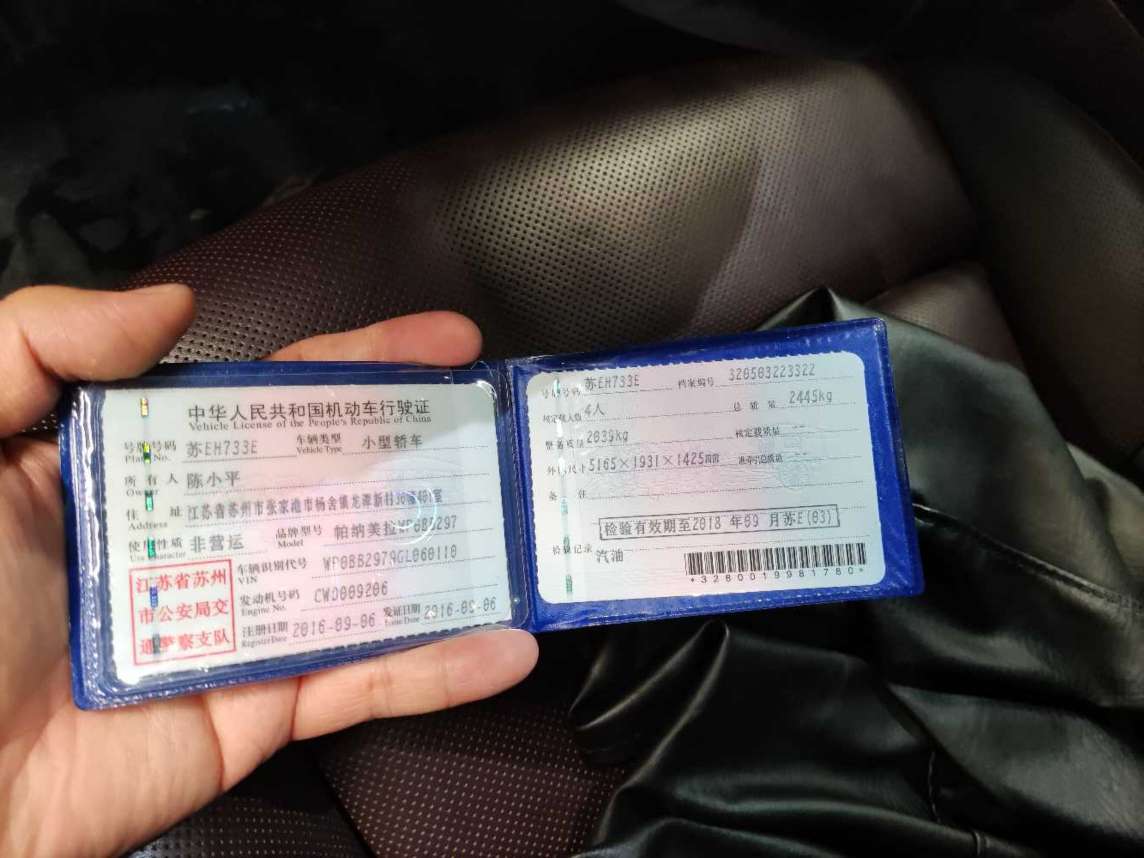 中华人民共和国机动车行驶证
Vehicle License of the People's Republic of China
号牌号码 苏EH733E 车辆类型 小型轿车
Plate No. Vehicle Type
所有人 陈小平
Owner
住址 江苏省苏州市张家港市杨舍镇龙潭新村
Address
使用性质 非营运 品牌型号 帕纳美拉
Use Character Model
车辆识别代号
VIN
发动机号码
Engine No.
注册日期 2016-09-06 发证日期 2016-09-06
Register Date Issue Date
江苏省苏州
市公安局交
通警察支队
号牌号码 苏EH733E 档案编号 320503223322
核定载人数 4人 总质量 2445kg
整备质量 核定载质量 --
外廓尺寸 5165×1931×1425 准牵引总质量 --
备注
检验有效期至2018年09月苏E(03)
检验记录 汽油
*3280019981780*